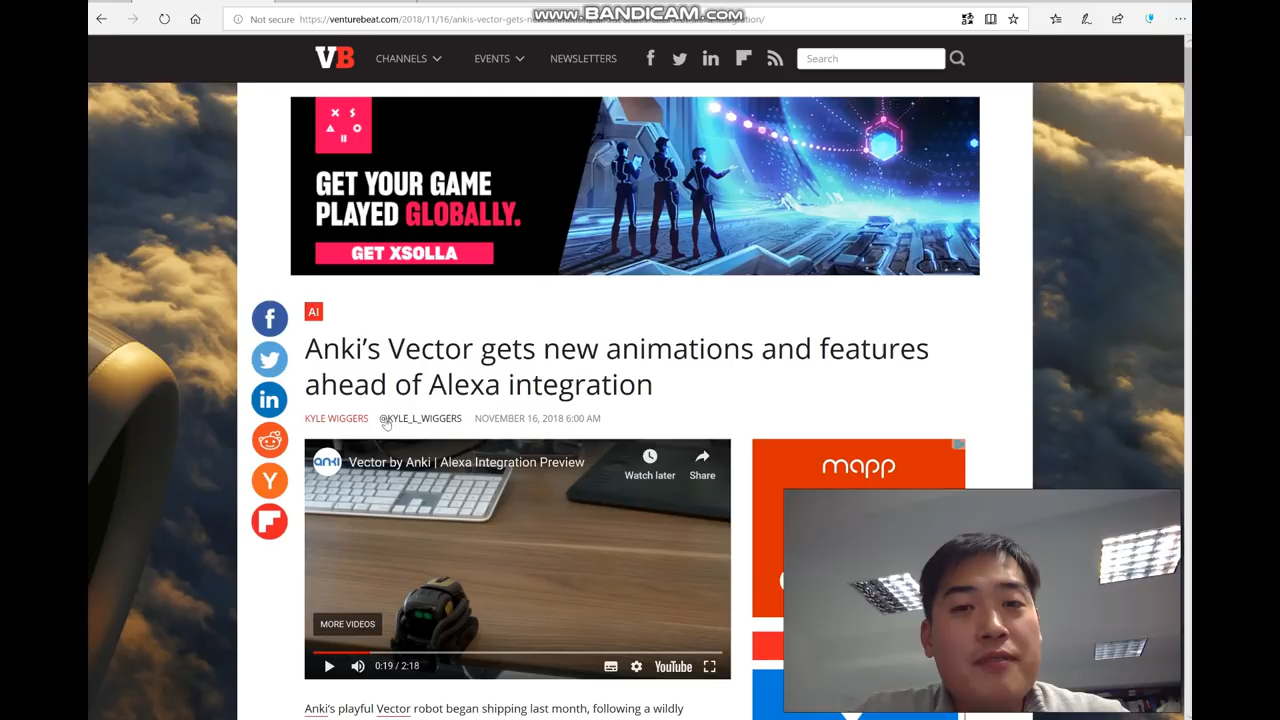 www.BANDICAM.com
Not secure https://venturebeat.com/2018/11/16/ankis-vector-gets-new-
VB CHANNELS EVENTS NEWSLETTERS Search
GET YOUR GAME
PLAYED GLOBALLY.
GET XSOLLA
AI
Anki's Vector gets new animations and features
ahead of Alexa integration
KYLE WIGGERS @KYLE_L_WIGGERS NOVEMBER 16, 2018 6:00 AM
ANKI Vector by Anki | Alexa Integration Preview
Watch later Share
MORE VIDEOS
0:19 / 2:18 YouTube
mapp
Anki's playful Vector robot began shipping last month, following a wildly